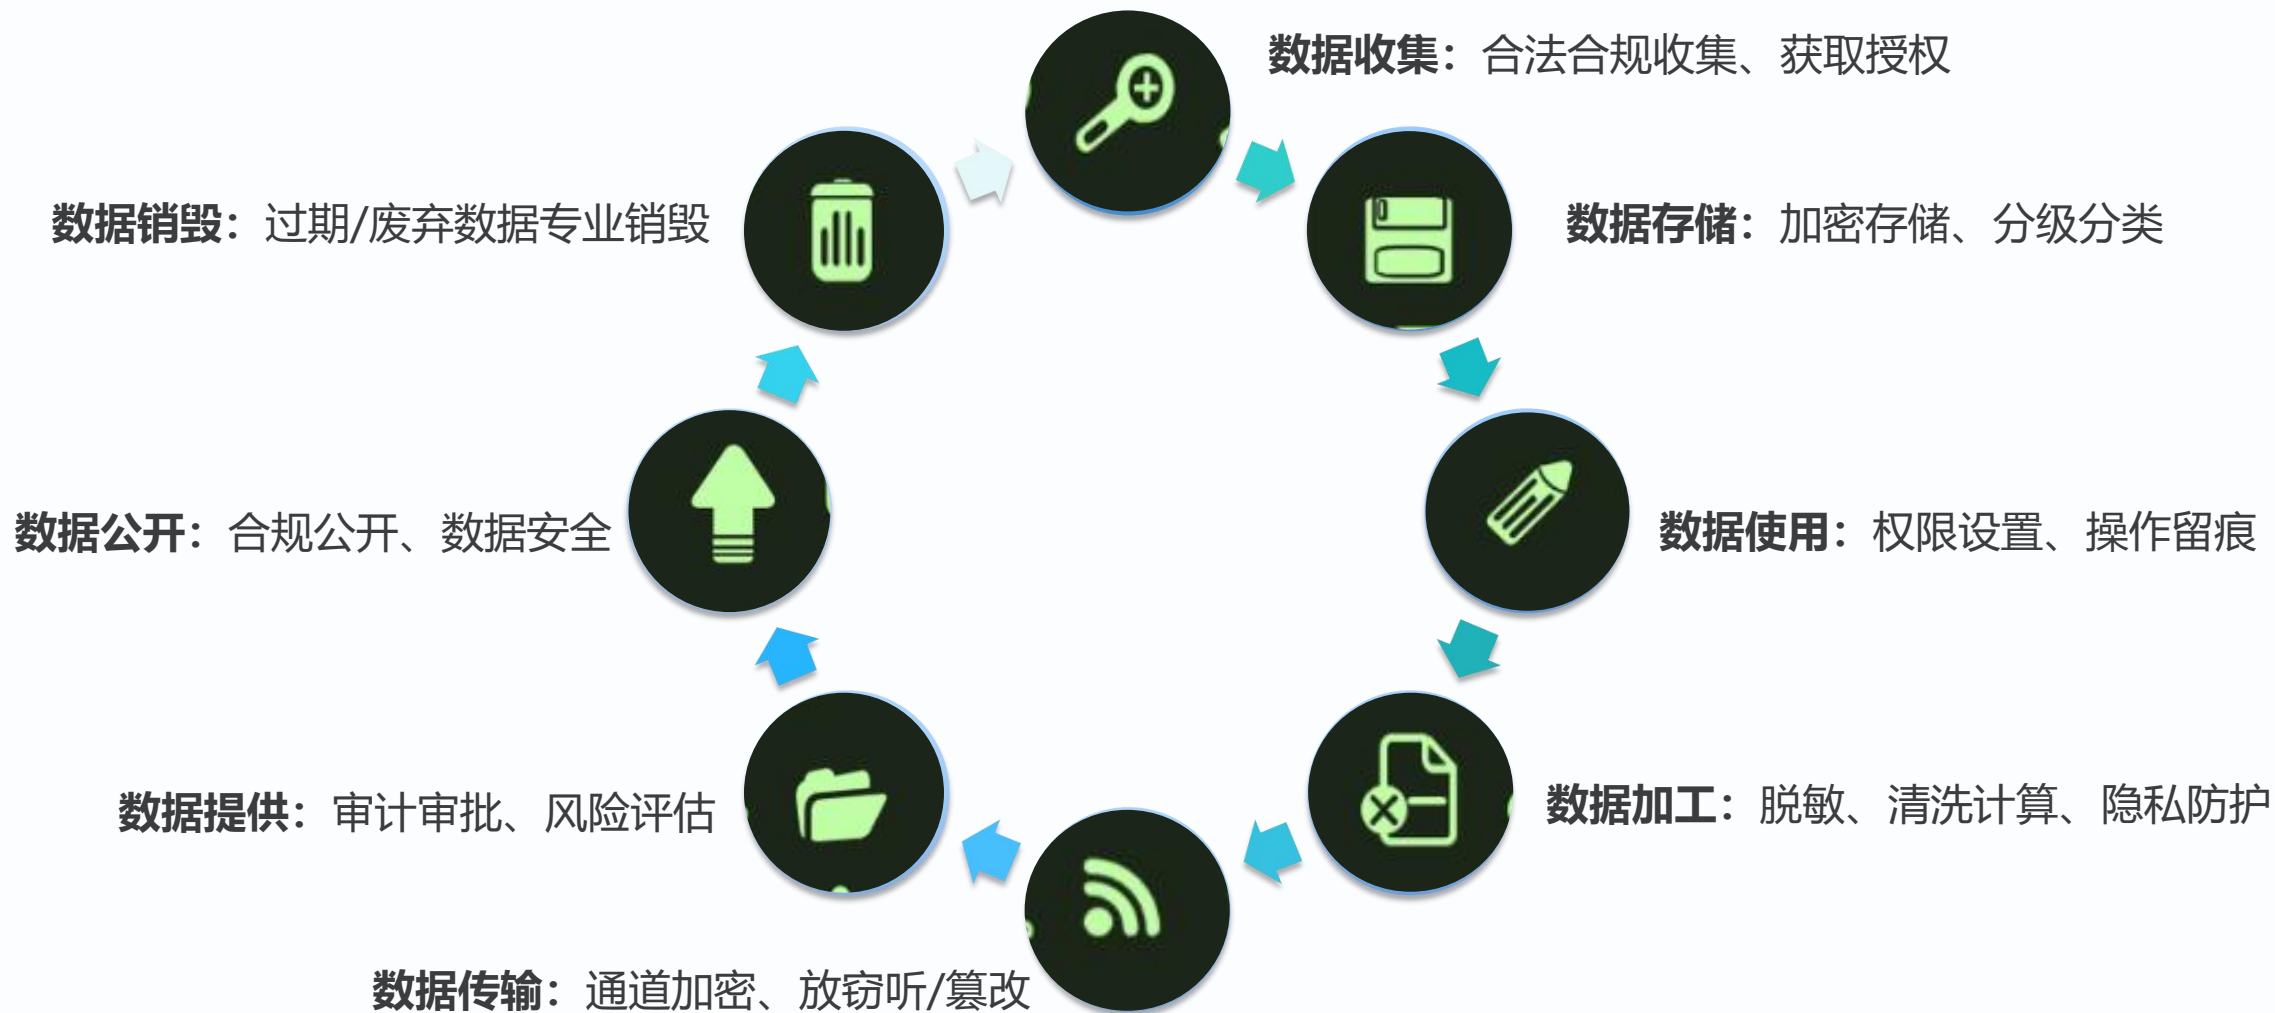 数据收集：合法合规收集、获取授权
数据存储：加密存储、分级分类
数据使用：权限设置、操作留痕
数据加工：脱敏、清洗计算、隐私防护
数据传输：通道加密、放窃听/篡改
数据提供：审计审批、风险评估
数据公开：合规公开、数据安全
数据销毁：过期/废弃数据专业销毁